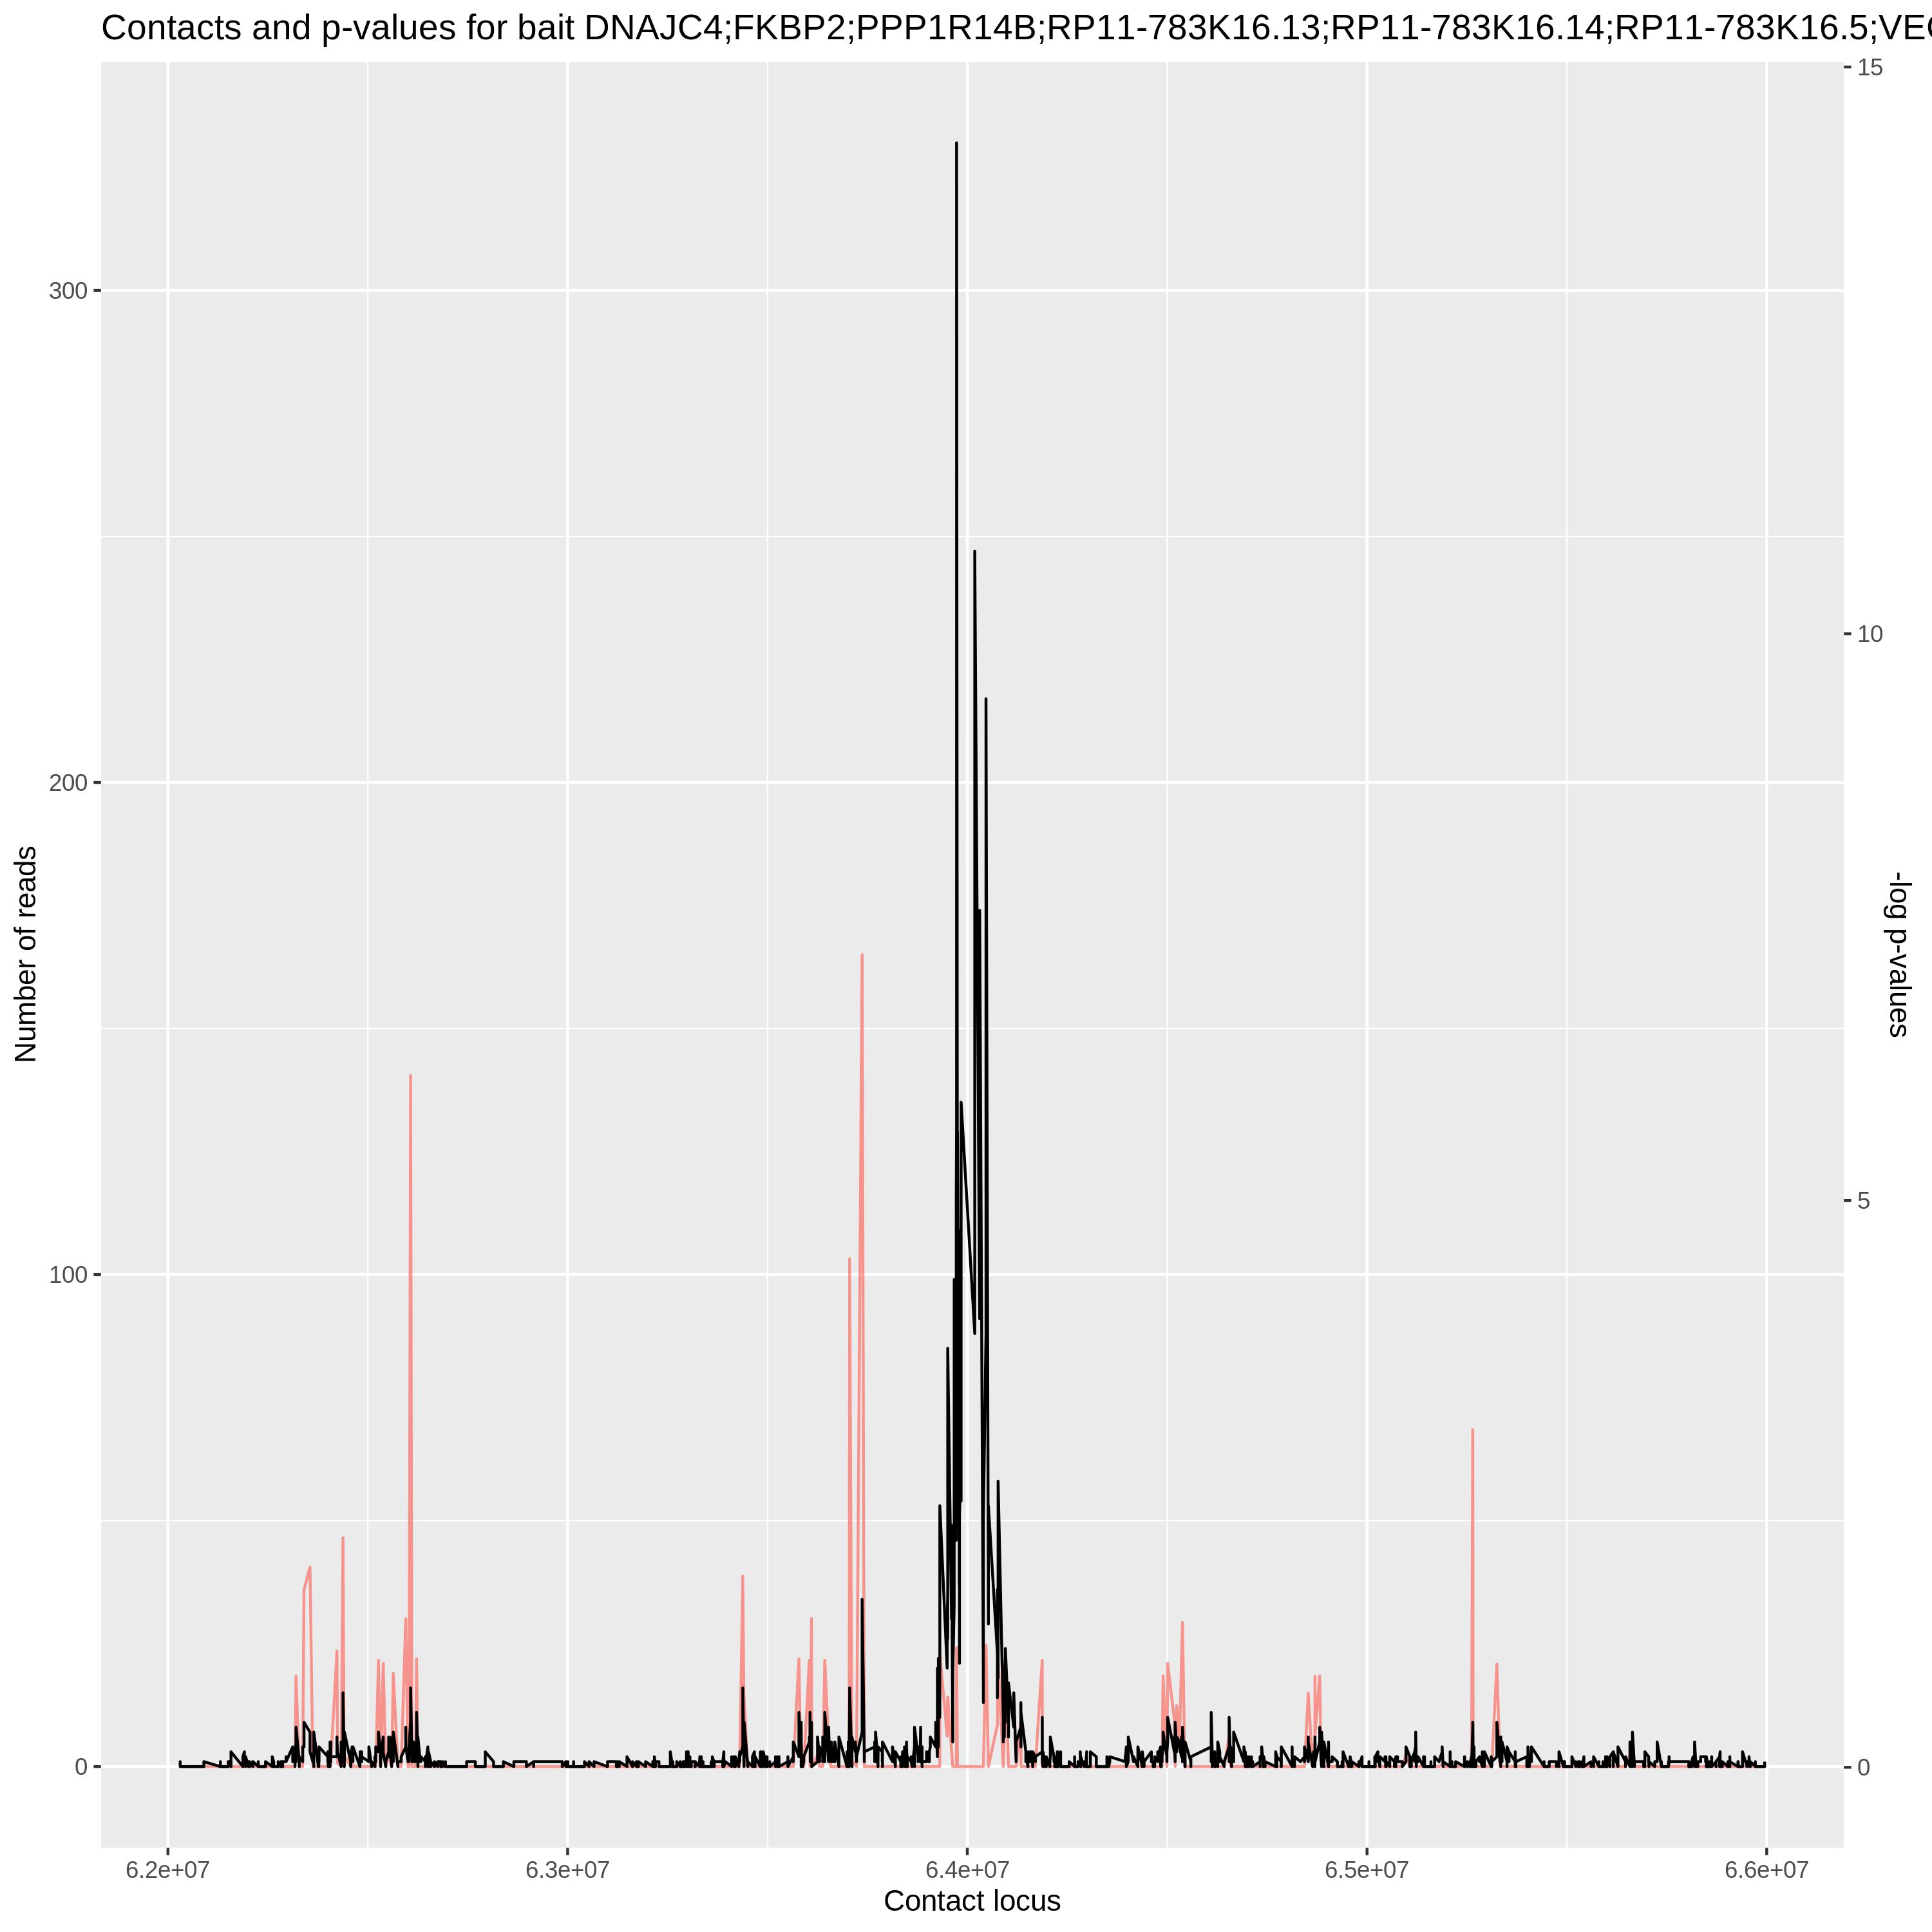 Contacts and p-values for bait DNAJC4;FKBP2;PPP1R14B;RP11-783K16.13;RP11-783K16.14;RP11-783K16.5;VE
15
300
10
200
Number of reads
-log p-values
5
100
0
0
6.2e+07
6.3e+07
6.4e+07
6.5e+07
6.6e+07
Contact locus